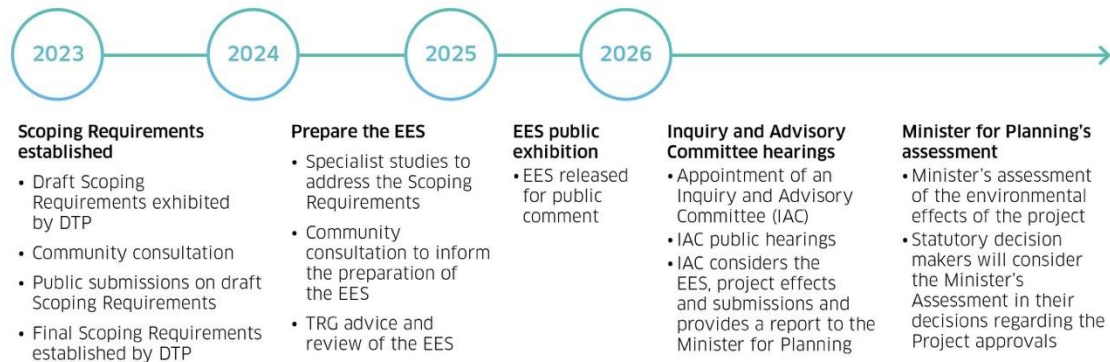 2023
2024
2025
2026
Scoping Requirements
established
• Draft Scoping
Requirements exhibited
by DTP
• Community consultation
• Public submissions on draft
Scoping Requirements
• Final Scoping Requirements
established by DTP
Prepare the EES
• Specialist studies to
address the Scoping
Requirements
• Community
consultation to inform
the preparation of
the EES
• TRG advice and
review of the EES
EES public
exhibition
• EES released
for public
comment
Inquiry and Advisory
Committee hearings
• Appointment of an
Inquiry and Advisory
Committee (IAC)
• IAC public hearings
• IAC considers the
EES, project effects
and submissions and
provides a report to the
Minister for Planning
Minister for Planning's
assessment
• Minister's assessment
of the environmental
effects of the project
• Statutory decision
makers will consider
the Minister's
Assessment in their
decisions regarding the
Project approvals